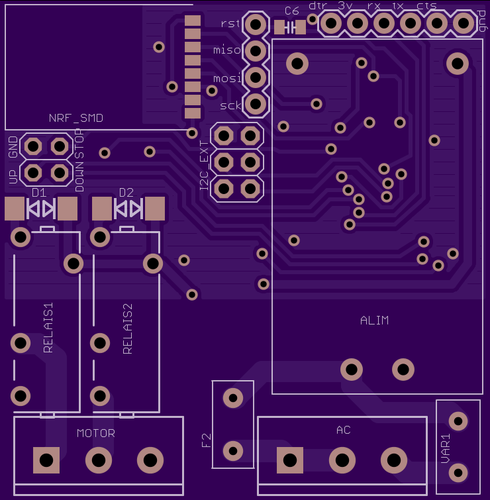 C6
dtr 3v rx tx cts gnd
rst
miso
mosi
sck
NRF_SMD
GND STOP
UP DOWN
I2C_EXT
D1 D2
RELAIS1
RELAIS2
ALIM
MOTOR
F2
AC
VAR1